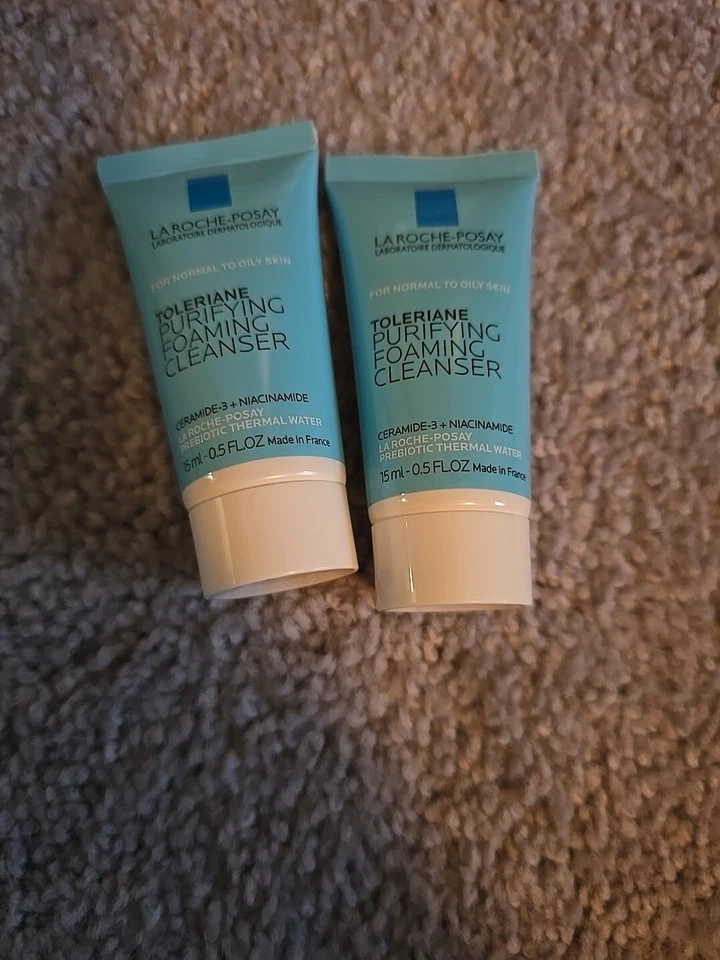 LA ROCHE-POSAY
LABORATOIRE DERMATOLOGIQUE
FOR NORMAL TO OILY SKIN
TOLERIANE
PURIFYING
FOAMING
CLEANSER
CERAMIDE-3 + NIACINAMIDE
LA ROCHE-POSAY
PREBIOTIC THERMAL WATER
15 ml - 0.5 FL.OZ Made in France
LA ROCHE-POSAY
LABORATOIRE DERMATOLOGIQUE
FOR NORMAL TO OILY SKIN
TOLERIANE
PURIFYING
FOAMING
CLEANSER
CERAMIDE-3 + NIACINAMIDE
LA ROCHE-POSAY
PREBIOTIC THERMAL WATER
15 ml - 0.5 FL.OZ Made in France